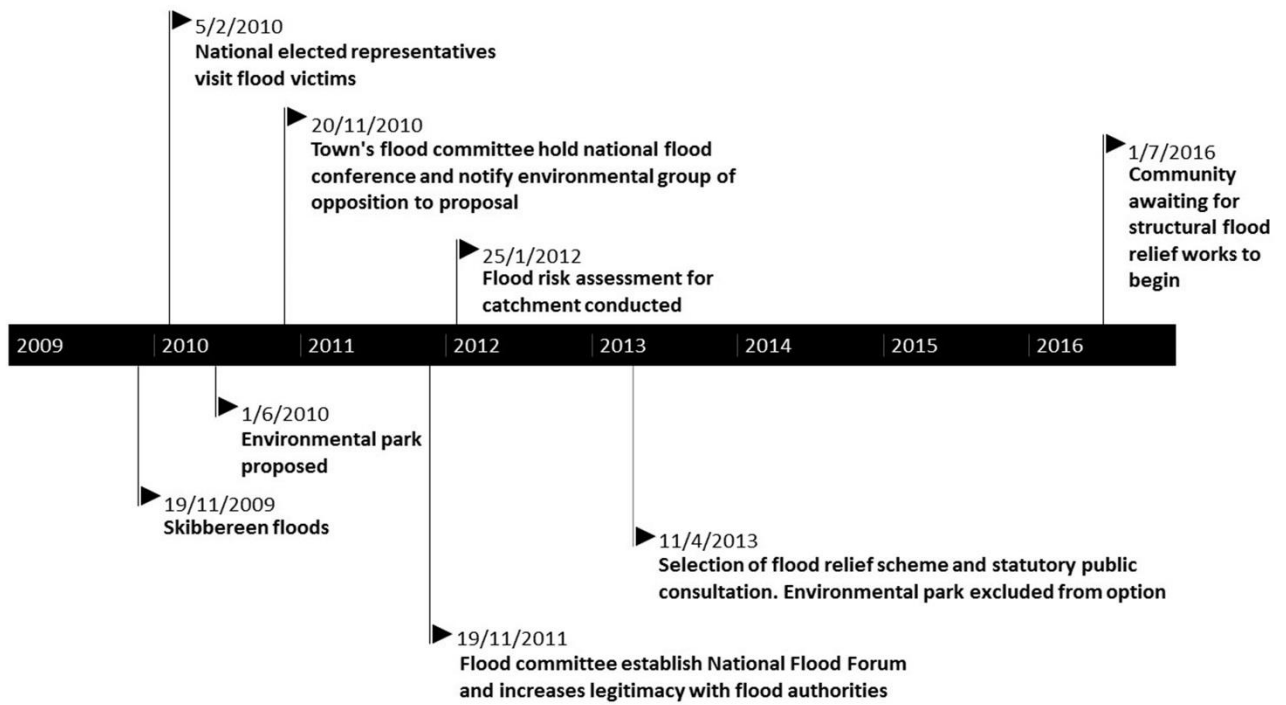 5/2/2010
National elected representatives
visit flood victims
20/11/2010
Town's flood committee hold national flood
conference and notify environmental group of
opposition to proposal
1/7/2016
Community
awaiting for
structural flood
relief works to
begin
25/1/2012
Flood risk assessment for
catchment conducted
2009 2010 2011 2012 2013 2014 2015 2016
1/6/2010
Environmental park
proposed
19/11/2009
Skibbereen floods
11/4/2013
Selection of flood relief scheme and statutory public
consultation. Environmental park excluded from option
19/11/2011
Flood committee establish National Flood Forum
and increases legitimacy with flood authorities